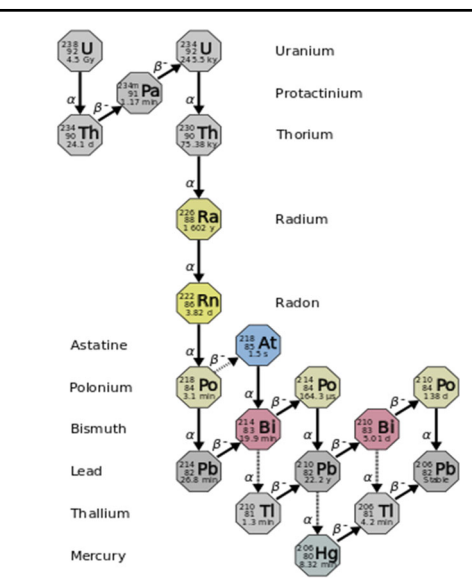 238 92 U 4.5 Gy
234 92 U 245.5 ky
Uranium
α
β⁻
234m 91 Pa 1.17 min
β⁻
α
Protactinium
234 90 Th 24.1 d
230 90 Th 75.38 ky
Thorium
α
226 88 Ra 1 602 y
Radium
α
222 86 Rn 3.82 d
Radon
α
Astatine
β⁻
218 85 At 1.5 s
Polonium
218 84 Po 3.1 min
α
214 84 Po 164.3 µs
210 84 Po 138 d
Bismuth
α
β⁻
214 83 Bi 19.9 min
β⁻
α
β⁻
210 83 Bi 5.01 d
β⁻
α
Lead
214 82 Pb 26.8 min
α
β⁻
210 82 Pb 22.2 y
α
β⁻
206 82 Pb Stable
Thallium
210 81 Tl 1.3 min
α
β⁻
206 81 Tl 4.2 min
Mercury
206 80 Hg 8.32 min